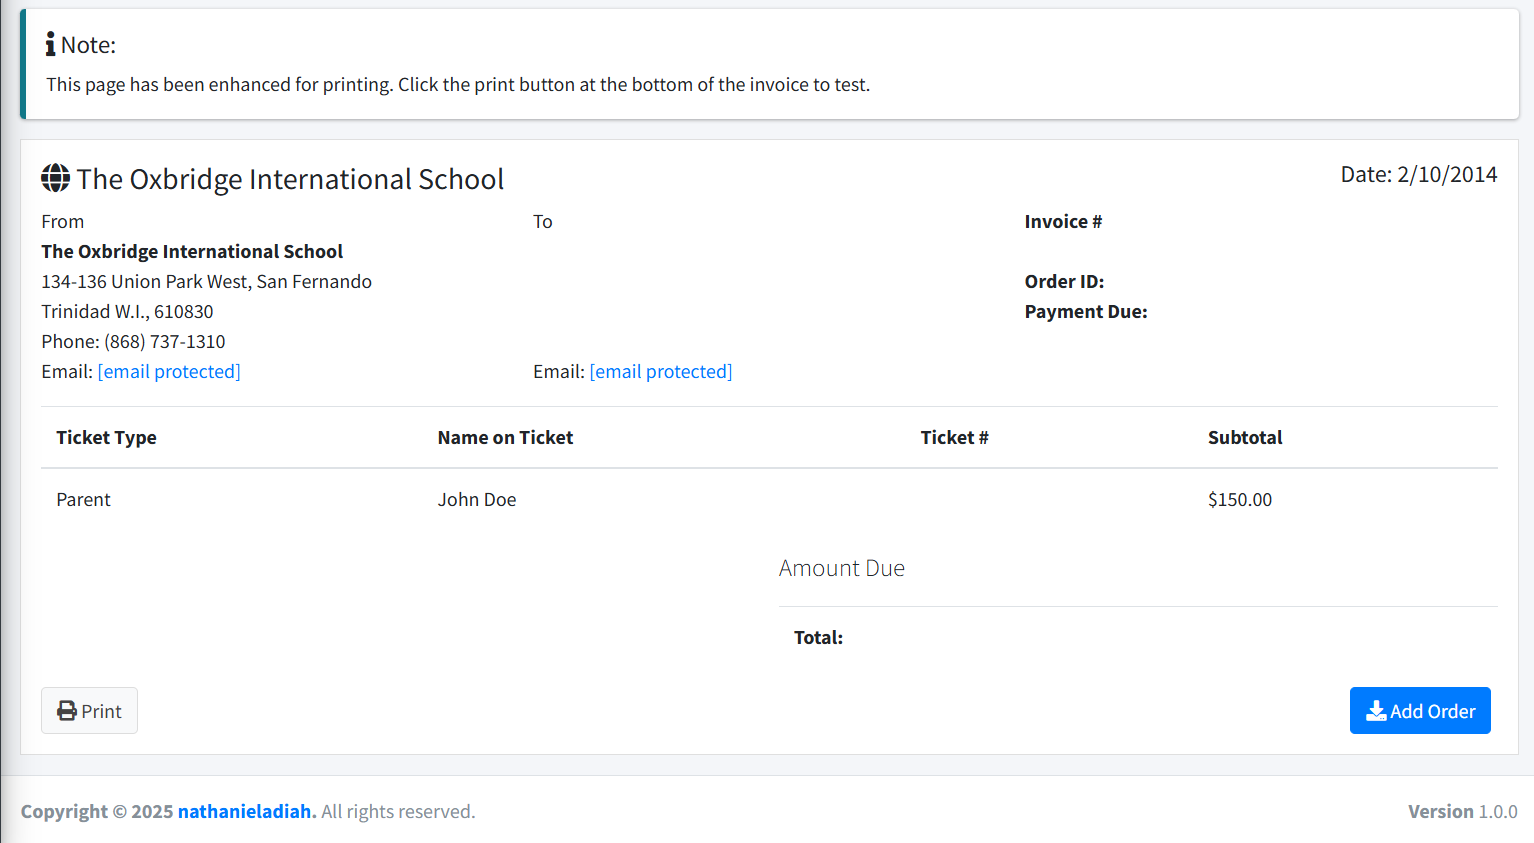 Note:
This page has been enhanced for printing. Click the print button at the bottom of the invoice to test.
The Oxbridge International School
Date: 2/10/2014
From
The Oxbridge International School
134-136 Union Park West, San Fernando
Trinidad W.I., 610830
Phone: (868) 737-1310
Email: [email protected]
To
Email: [email protected]
Invoice #
Order ID:
Payment Due:
Ticket Type Name on Ticket Ticket # Subtotal
Parent John Doe $150.00
Amount Due
Total:
Print
Add Order
Copyright © 2025 nathanieladiah. All rights reserved.
Version 1.0.0